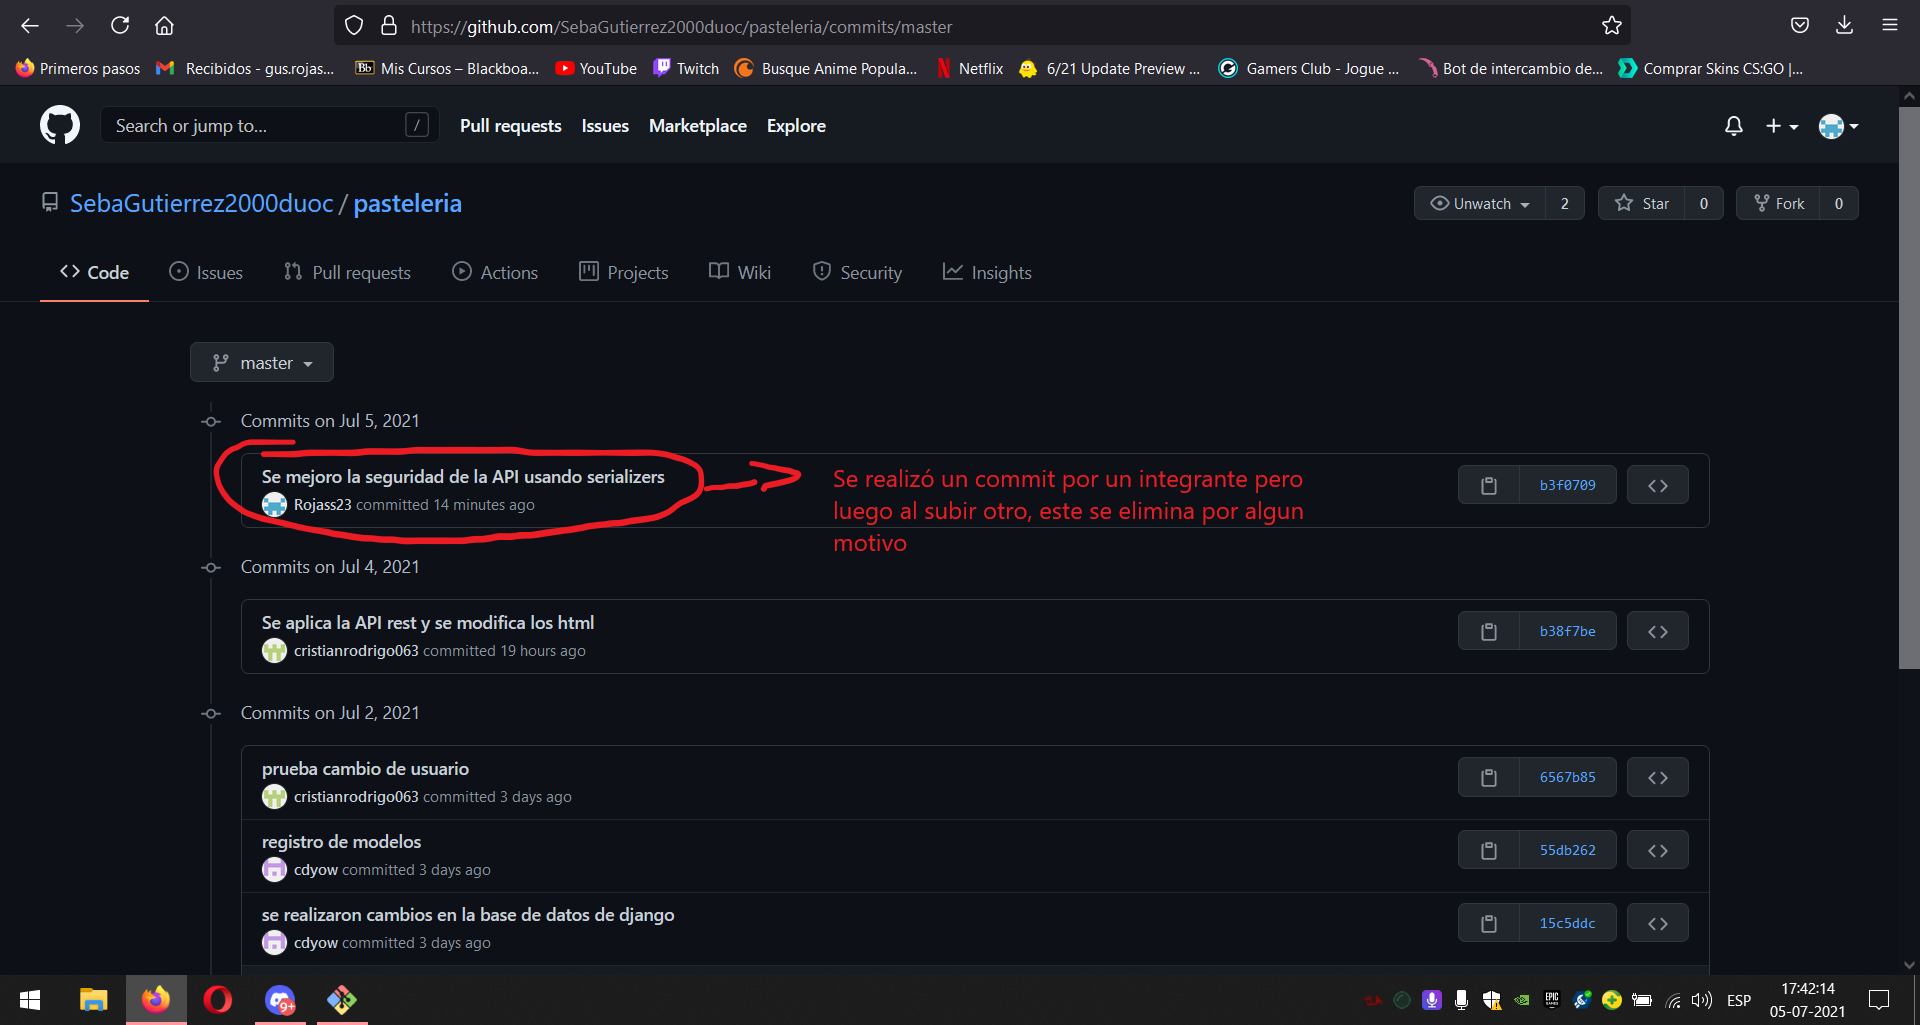 https://github.com/SebaGutierrez2000duoc/pasteleria/commits/master
Primeros pasos
Recibidos - gus.rojas...
Bb Mis Cursos – Blackboa...
YouTube
Twitch
Busque Anime Popula...
Netflix
6/21 Update Preview ...
Gamers Club - Jogue ...
Bot de intercambio de...
Comprar Skins CS:GO |...
Search or jump to... /
Pull requests
Issues
Marketplace
Explore
SebaGutierrez2000duoc / pasteleria
Unwatch 2
Star 0
Fork 0
Code
Issues
Pull requests
Actions
Projects
Wiki
Security
Insights
master
Commits on Jul 5, 2021
Se mejoro la seguridad de la API usando serializers
Rojass23 committed 14 minutes ago
b3f0709
Se realizó un commit por un integrante pero
luego al subir otro, este se elimina por algun
motivo
Commits on Jul 4, 2021
Se aplica la API rest y se modifica los html
cristianrodrigo063 committed 19 hours ago
b38f7be
Commits on Jul 2, 2021
prueba cambio de usuario
cristianrodrigo063 committed 3 days ago
6567b85
registro de modelos
cdyow committed 3 days ago
55db262
se realizaron cambios en la base de datos de django
cdyow committed 3 days ago
15c5ddc
9+
EPIC
ESP
17:42:14
05-07-2021